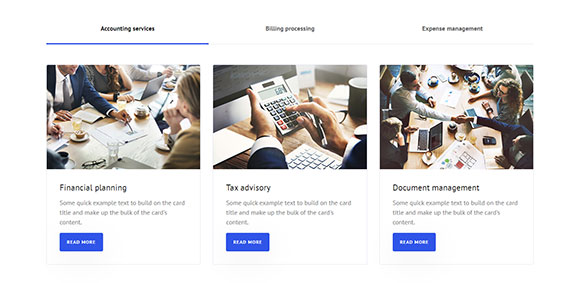 Accounting services
Billing processing
Expense management
Financial planning
Some quick example text to build on the card
title and make up the bulk of the card's
content.
READ MORE
Tax advisory
Some quick example text to build on the card
title and make up the bulk of the card's
content.
READ MORE
Document management
Some quick example text to build on the card
title and make up the bulk of the card's
content.
READ MORE